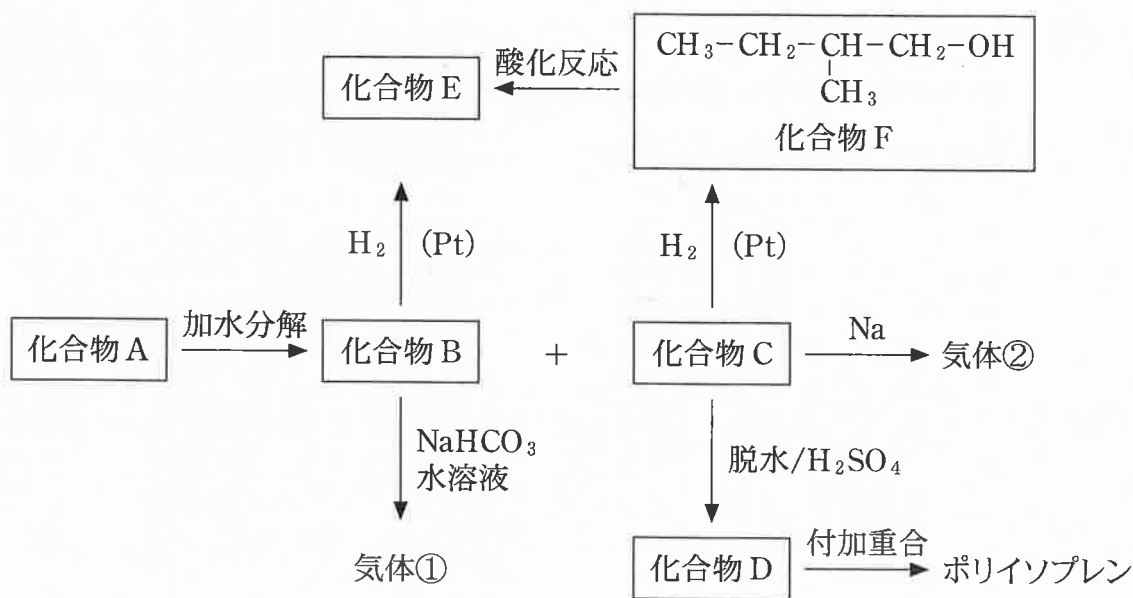 酸化反応
化合物E
CH₃-CH₂-CH-CH₂-OH
CH₃
化合物F
H₂ (Pt)
H₂ (Pt)
化合物A
加水分解
化合物B
+
化合物C
Na
気体②
NaHCO₃
水溶液
脱水/H₂SO₄
気体①
化合物D
付加重合
ポリイソプレン